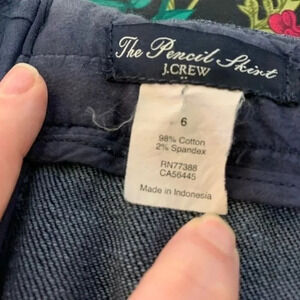 The Pencil Skirt
J.CREW
6
98% Cotton
2% Spandex
RN77388
CA56445
Made in Indonesia